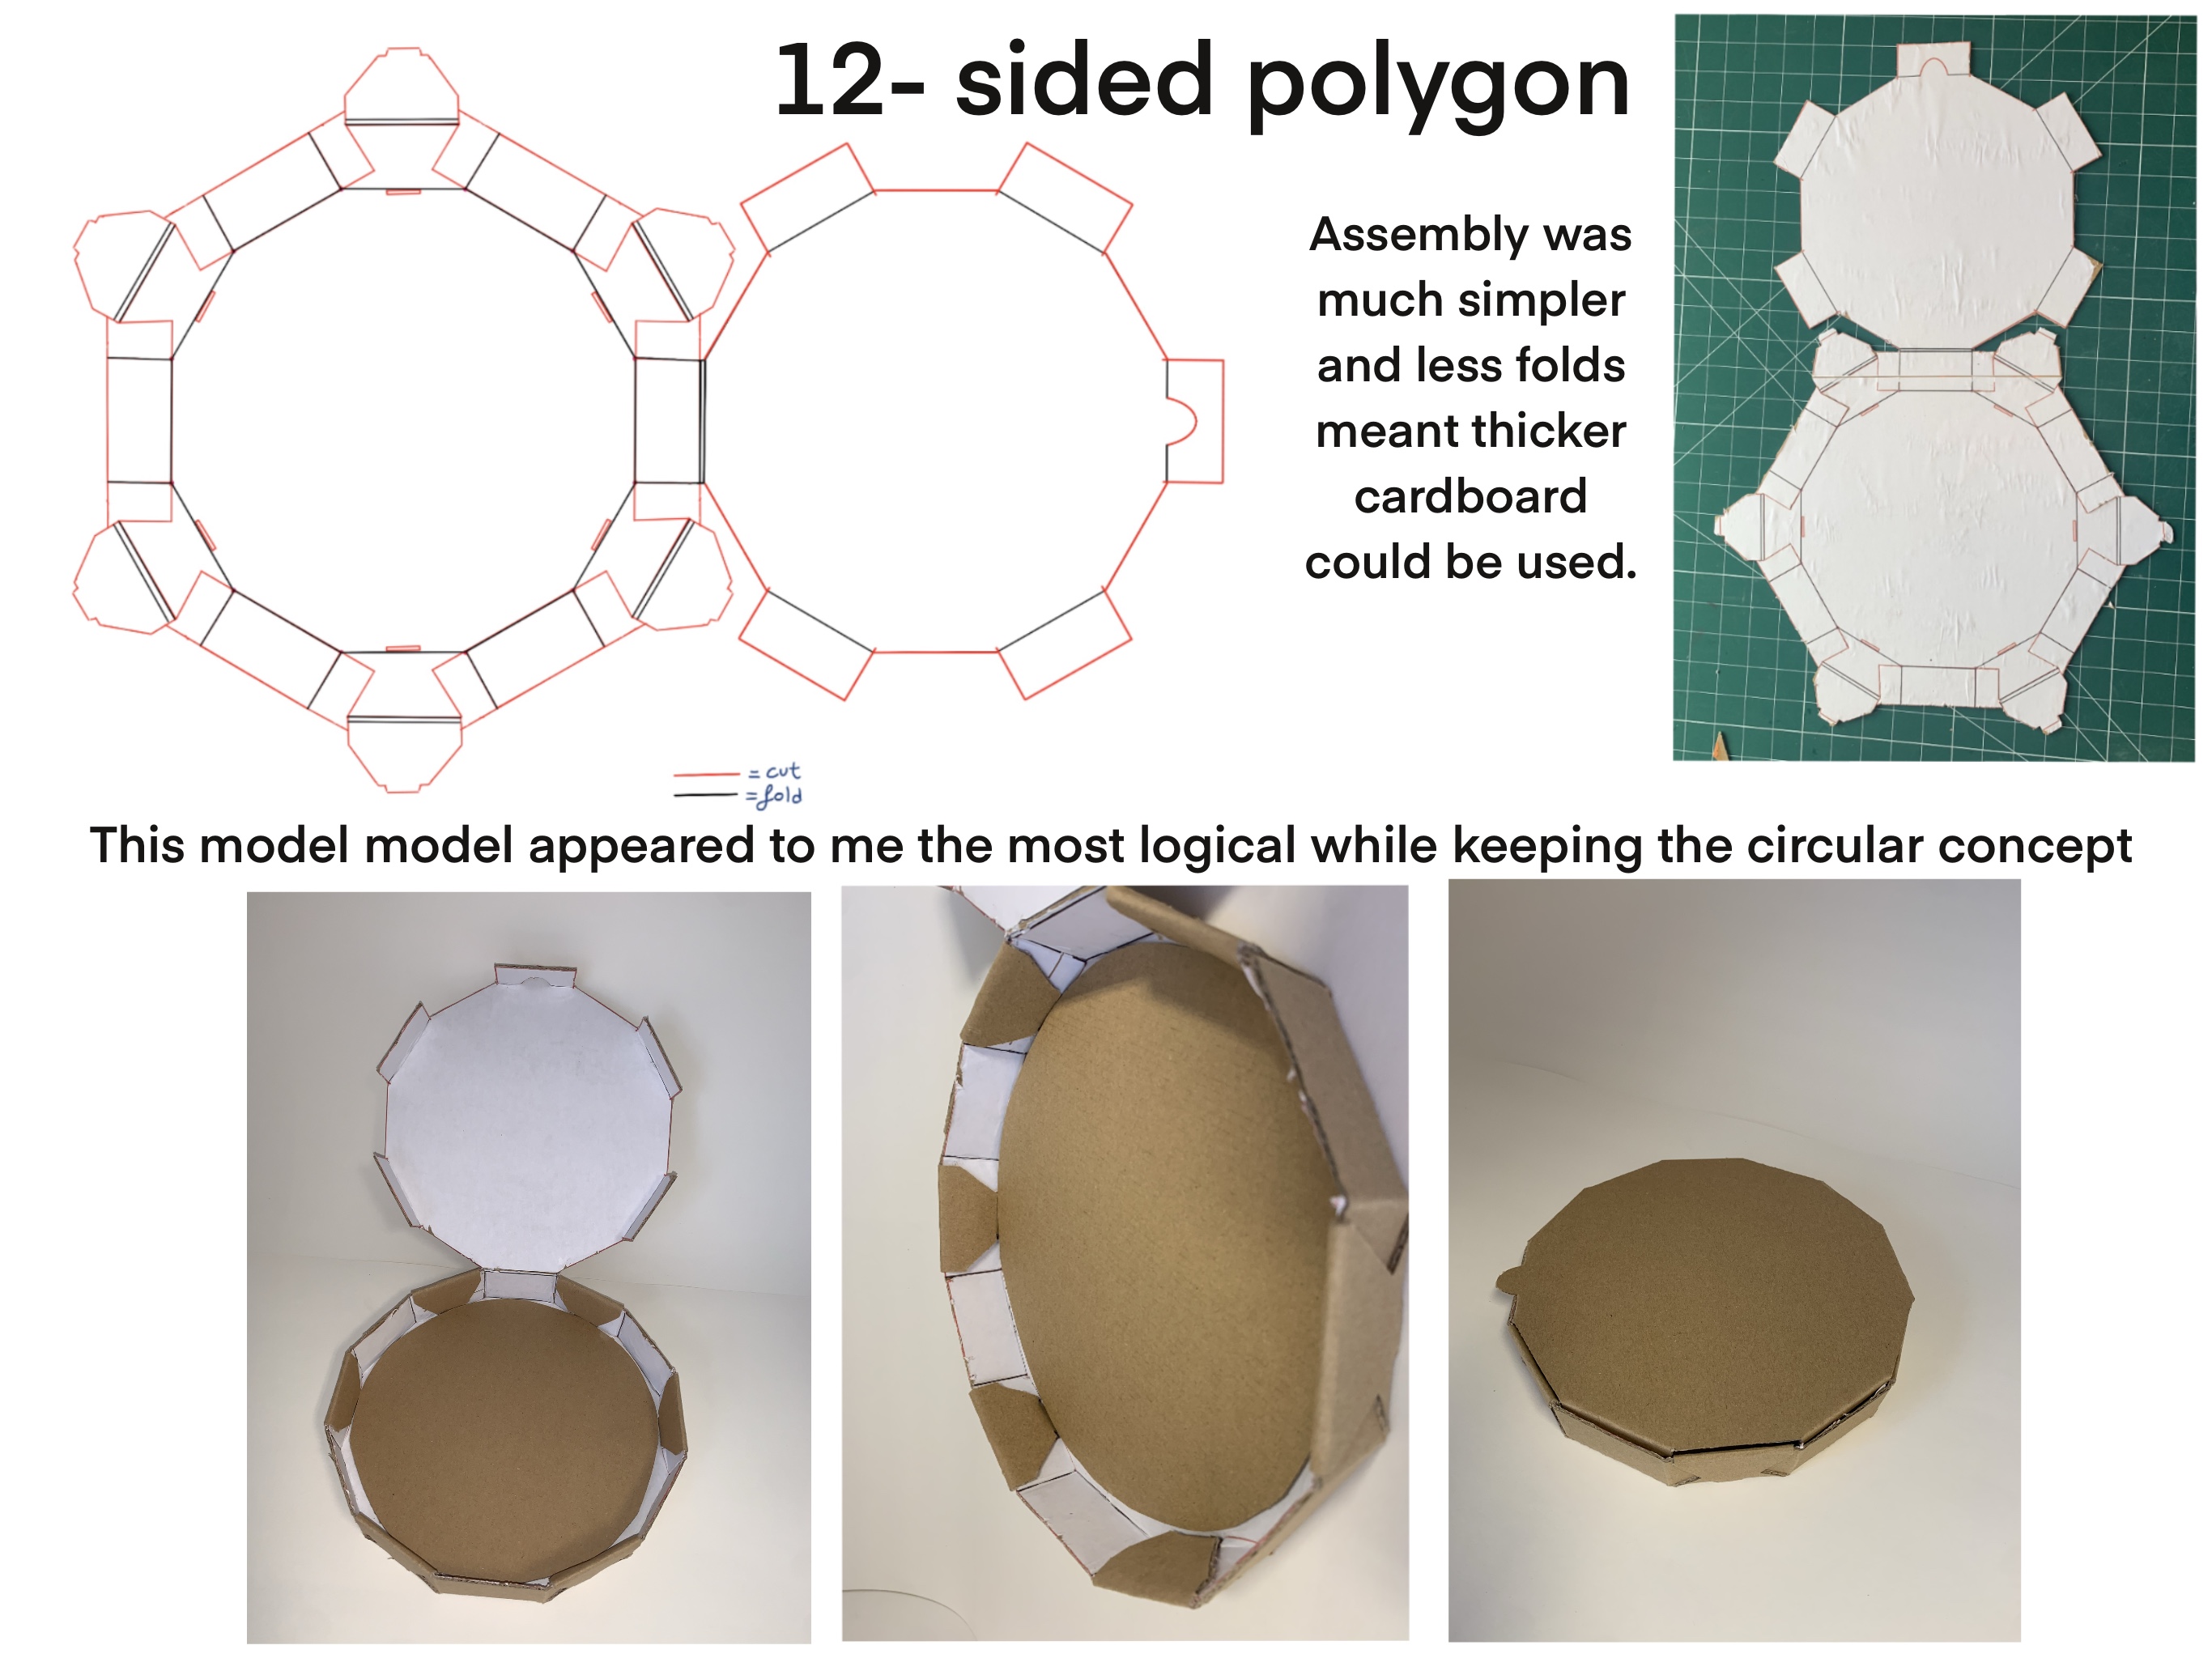 12- sided polygon
Assembly was
much simpler
and less folds
meant thicker
cardboard
could be used.
= cut
=fold
This model model appeared to me the most logical while keeping the circular concept